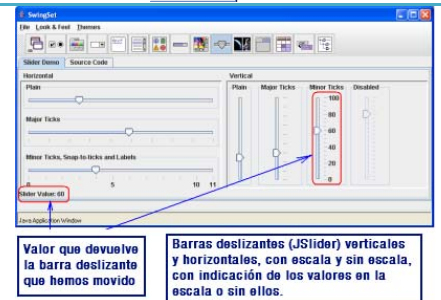 SwingSet
File Look & Feel Themes
Slider Demo Source Code
Horizontal Vertical
Plain Plain Major Ticks Minor Ticks Disabled
100
80
Major Ticks
60
40
Minor Ticks, Snap-to-ticks and Labels
20
0
0 5 10 11
Slider Value: 60
Java Application Window
Valor que devuelve
la barra deslizante
que hemos movido
Barras deslizantes (JSlider) verticales
y horizontales, con escala y sin escala,
con indicación de los valores en la
escala o sin ellos.